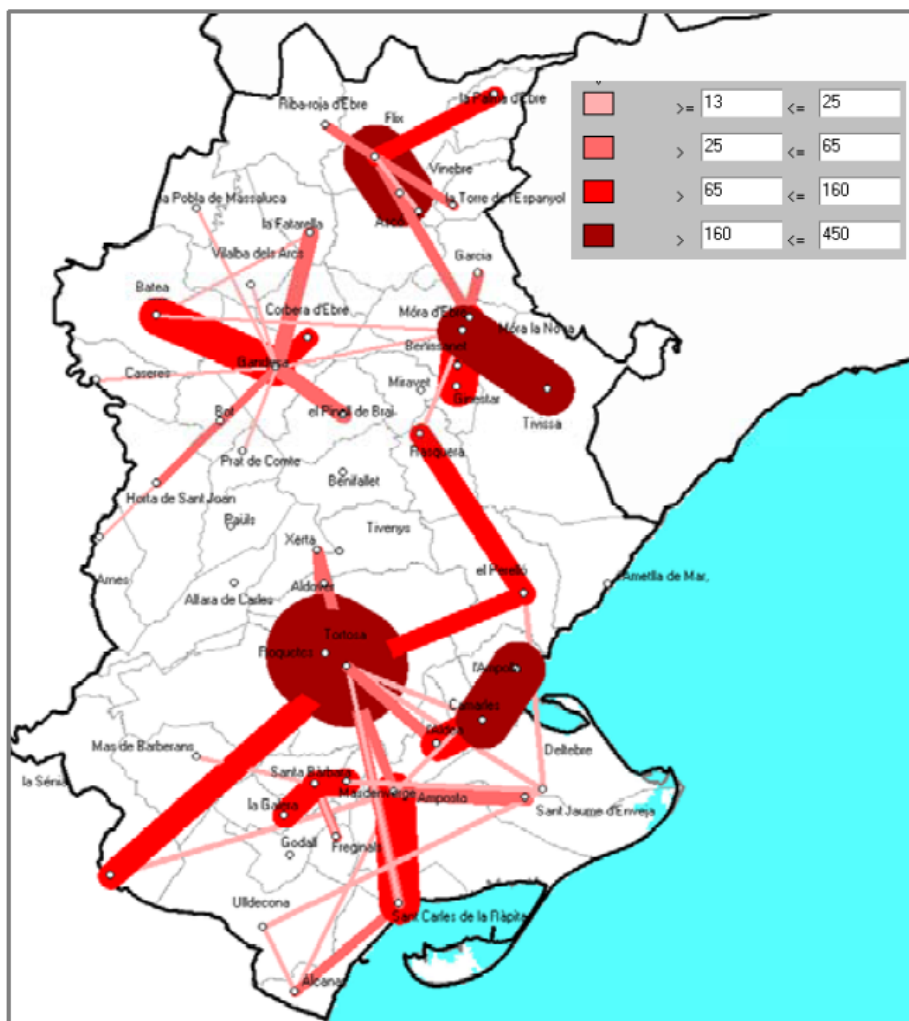 la Palma d'Ebre
Riba-roja d'Ebre
Flix
>= 13 <= 25
> 25 <= 65
> 65 <= 160
> 160 <= 450
Vinebre
la Pobla de Massaluca
la Torre de l'Espanyol
Ascó
la Fatarella
Vilalba dels Arcs
Garcia
Batea
Corbera d'Ebre
Móra d'Ebre
Móra la Nova
Benissanet
Gandesa
Caseres
Miravet
Ginestar
Bot
el Pinell de Brai
Tivissa
Rasquera
Prat de Comte
Benifallet
Horta de Sant Joan
Paüls
Tivenys
Xerta
Arnes
el Perelló
l'Ametlla de Mar,
Aldover
Alfara de Carles
Tortosa
Roquetes
l'Ampolla
Camarles
l'Aldea
Mas de Barberans
Deltebre
la Sénia
Santa Bàrbara
Masdenverge
Amposta
la Galera
Sant Jaume d'Enveja
Godall
Freginals
Ulldecona
Sant Carles de la Ràpita
Alcanar